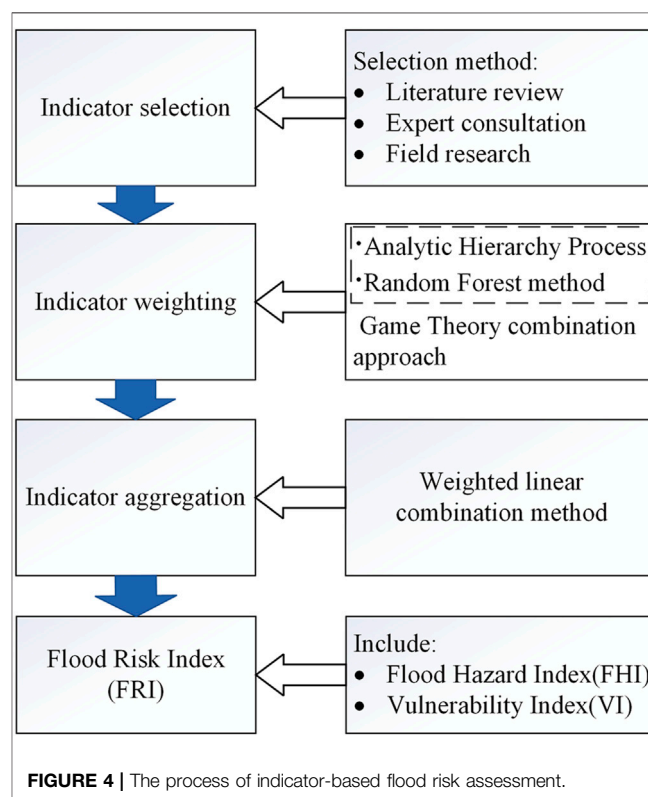 Indicator selection
Selection method:
• Literature review
• Expert consultation
• Field research
Indicator weighting
·Analytic Hierarchy Process
·Random Forest method
Game Theory combination
approach
Indicator aggregation
Weighted linear
combination method
Flood Risk Index
(FRI)
Include:
• Flood Hazard Index(FHI)
• Vulnerability Index(VI)
FIGURE 4 | The process of indicator-based flood risk assessment.